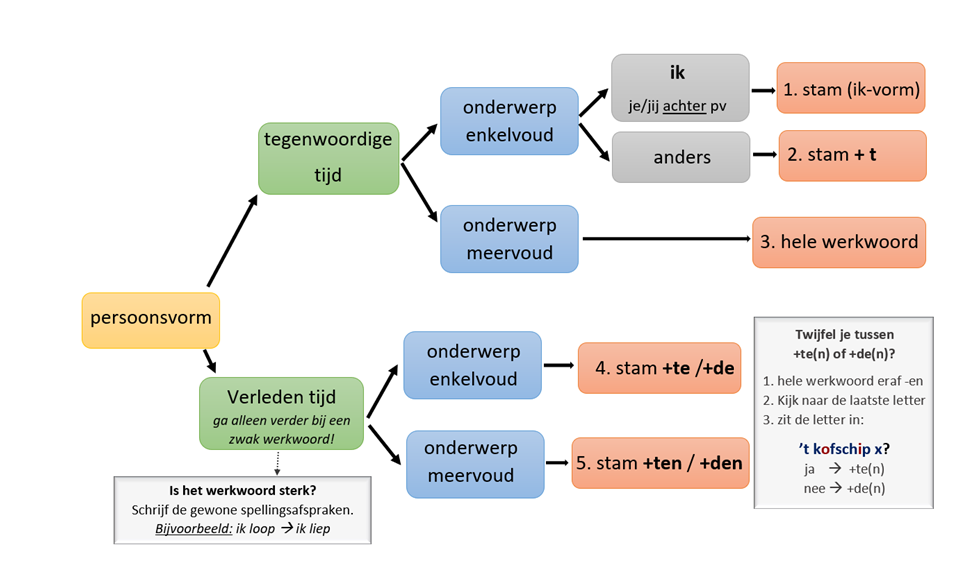 persoonsvorm
tegenwoordige
tijd
onderwerp
enkelvoud
ik
je/jij achter pv
1. stam (ik-vorm)
anders
2. stam + t
onderwerp
meervoud
3. hele werkwoord
Verleden tijd
ga alleen verder bij een
zwak werkwoord!
onderwerp
enkelvoud
4. stam +te /+de
onderwerp
meervoud
5. stam +ten / +den
Is het werkwoord sterk?
Schrijf de gewone spellingsafspraken.
Bijvoorbeeld: ik loop → ik liep
Twijfel je tussen
+te(n) of +de(n)?
1. hele werkwoord eraf -en
2. Kijk naar de laatste letter
3. zit de letter in:
’t kofschip x?
ja → +te(n)
nee → +de(n)